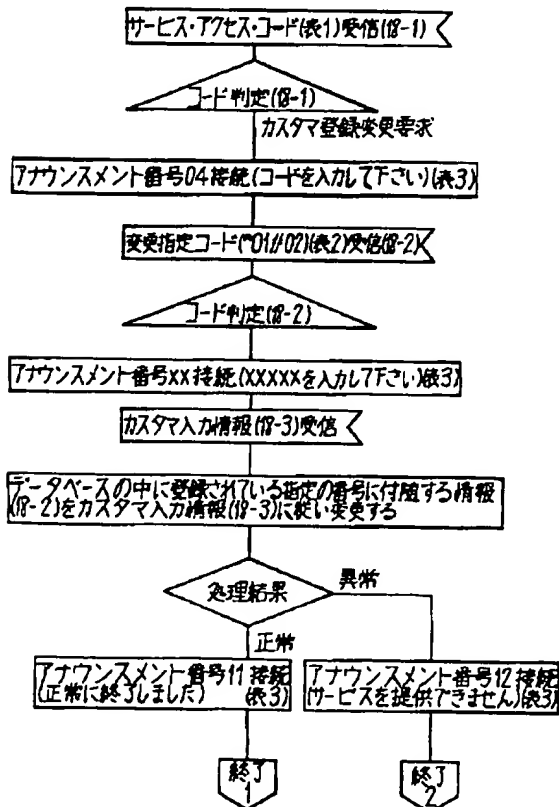 サービス・アクセス・コード(表1)受信(18-1)
コード判定(18-1)
カスタマ登録変更要求
アナウンスメント番号04接続(コードを入力して下さい)(表3)
変更指定コード(*01#02)(表2)受信(18-2)
コード判定(18-2)
アナウンスメント番号XX接続(XXXXXを入力して下さい)(表3)
カスタマ入力情報(18-3)受信
データベースの中に登録されている指定の番号に付随する情報
(18-2)をカスタマ入力情報(18-3)に従い変更する
処理結果
異常
正常
アナウンスメント番号11接続
(正常に終了しました) (表3)
アナウンスメント番号12接続
(サービスを提供できません)(表3)
終了
1
終了
2